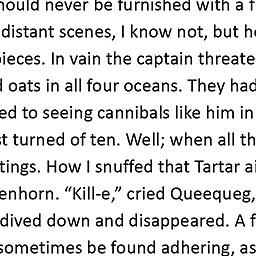 should never be furnished with a f
distant scenes, I know not, but h
pieces. In vain the captain threate
d oats in all four oceans. They had
ed to seeing cannibals like him in
st turned of ten. Well; when all th
tings. How I snuffed that Tartar ai
enhorn. “Kill-e,” cried Queequeg,
dived down and disappeared. A f
sometimes be found adhering, as